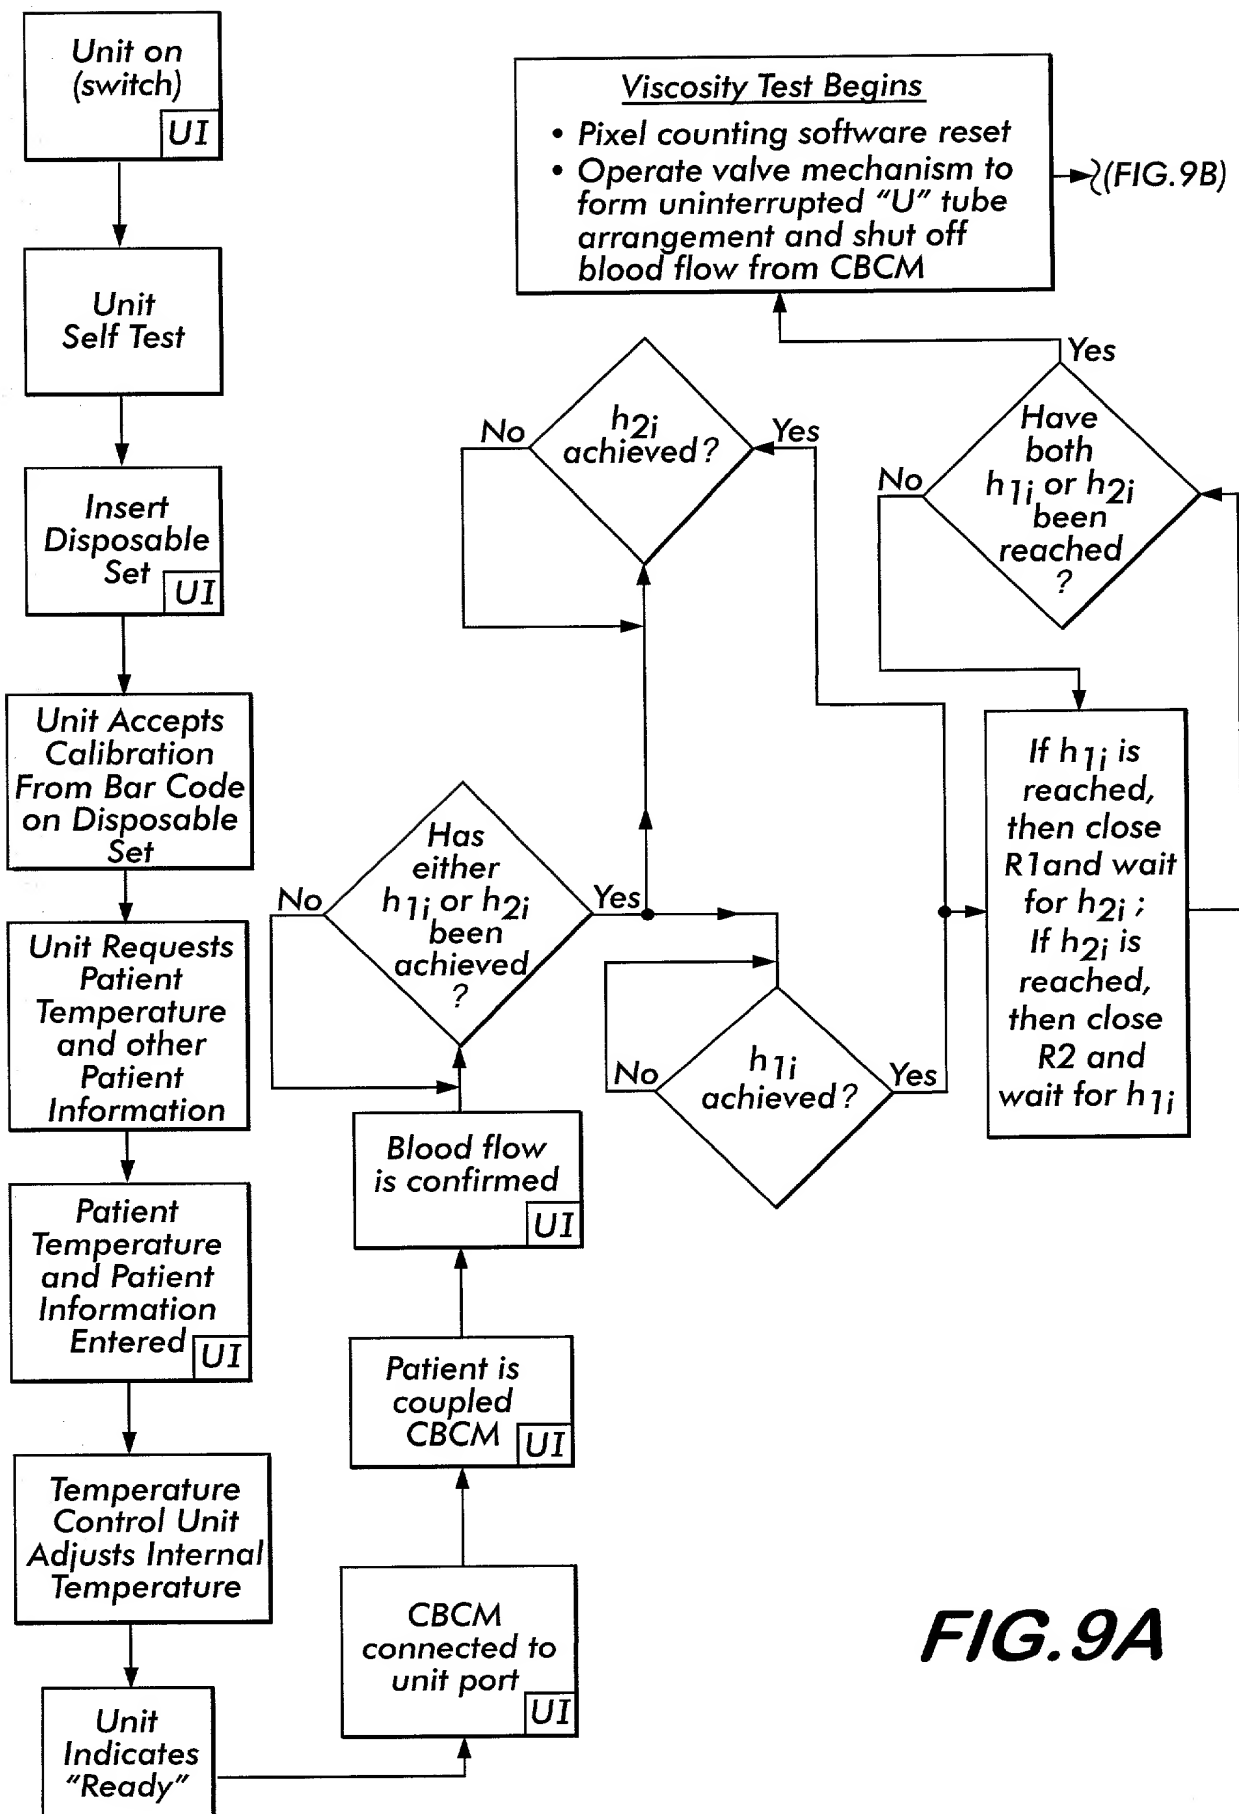 Unit on
(switch)
UI
Unit
Self Test
Insert
Disposable
Set
UI
Unit Accepts
Calibration
From Bar Code
on Disposable
Set
Unit Requests
Patient
Temperature
and other
Patient
Information
Patient
Temperature
and Patient
Information
Entered
UI
Temperature
Control Unit
Adjusts Internal
Temperature
Unit
Indicates
"Ready"
CBCM
connected to
unit port
UI
Patient is
coupled
CBCM
UI
Blood flow
is confirmed
UI
Has
either
h1i or h2i
been
achieved
?
No
Yes
h2i
achieved?
No
Yes
h1i
achieved?
No
Yes
If h1i is
reached,
then close
R1and wait
for h2i;
If h2i is
reached,
then close
R2 and
wait for h1i
Have
both
h1i or h2i
been
reached
?
No
Yes
Viscosity Test Begins
• Pixel counting software reset
• Operate valve mechanism to
form uninterrupted "U" tube
arrangement and shut off
blood flow from CBCM
(FIG.9B)
FIG.9A